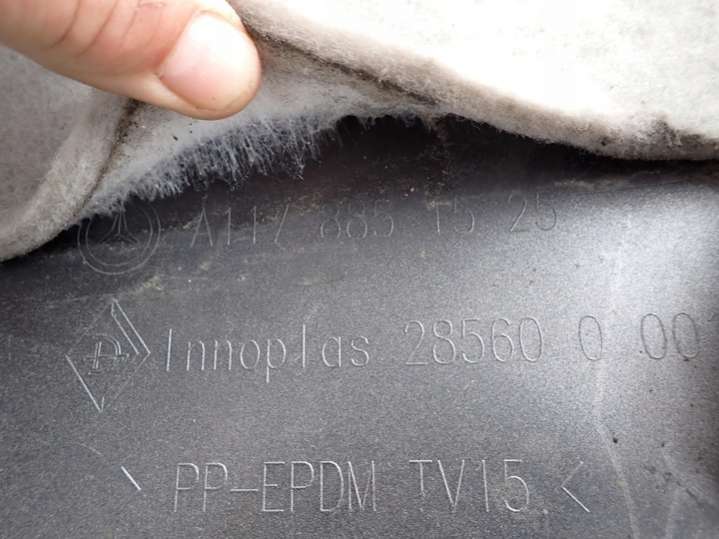 A117 885 15 25
Innoplas 28560 0 00
> PP-EPDM TV15 <